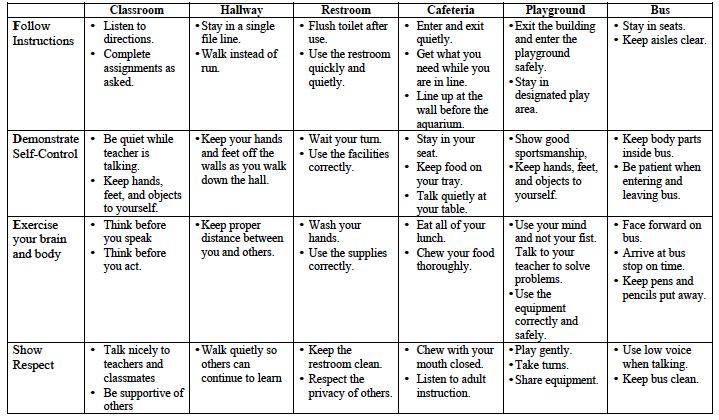 Classroom
Hallway
Restroom
Cafeteria
Playground
Bus
Follow
Instructions
• Listen to
directions.
• Complete
assignments as
asked.
• Stay in a single
file line.
• Walk instead of
run.
• Flush toilet after
use.
• Use the restroom
quickly and
quietly.
• Enter and exit
quietly.
• Get what you
need while you
are in line.
• Line up at the
wall before the
aquarium.
• Exit the building
and enter the
playground
safely.
• Stay in
designated play
area.
• Stay in seats.
• Keep aisles clear.
Demonstrate
Self-Control
• Be quiet while
teacher is
talking.
• Keep hands,
feet, and objects
to yourself.
• Keep your hands
and feet off the
walls as you walk
down the hall.
• Wait your turn.
• Use the facilities
correctly.
• Stay in your
seat.
• Keep food on
your tray.
• Talk quietly at
your table.
• Show good
sportsmanship,
• Keep hands, feet,
and objects to
yourself.
• Keep body parts
inside bus.
• Be patient when
entering and
leaving bus.
Exercise
your brain
and body
• Think before
you speak
• Think before
you act.
• Keep proper
distance between
you and others.
• Wash your
hands.
• Use the supplies
correctly.
• Eat all of your
lunch.
• Chew your food
thoroughly.
• Use your mind
and not your fist.
Talk to your
teacher to solve
problems.
• Use the
equipment
correctly and
safely.
• Face forward on
bus.
• Arrive at bus
stop on time.
• Keep pens and
pencils put away.
Show
Respect
• Talk nicely to
teachers and
classmates
• Be supportive of
others
• Walk quietly so
others can
continue to learn
• Keep the
restroom clean.
• Respect the
privacy of others.
• Chew with your
mouth closed.
• Listen to adult
instruction.
• Play gently.
• Take turns.
• Share equipment.
• Use low voice
when talking.
• Keep bus clean.